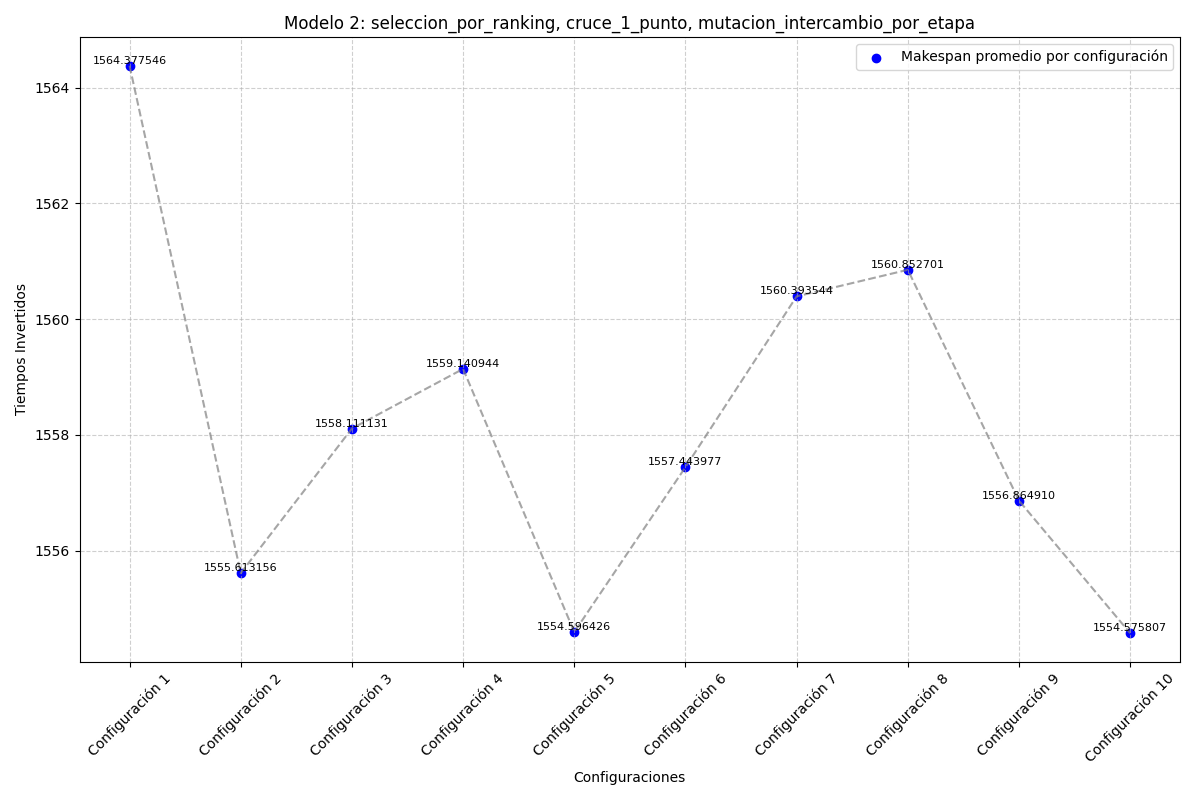 Modelo 2: seleccion_por_ranking, cruce_1_punto, mutacion_intercambio_por_etapa
Makespan promedio por configuración
Tiempos Invertidos
1564
1562
1560
1558
1556
1564.377546
1555.613156
1558.111131
1559.140944
1554.596426
1557.443977
1560.393544
1560.852701
1556.864910
1554.575807
Configuración 1
Configuración 2
Configuración 3
Configuración 4
Configuración 5
Configuración 6
Configuración 7
Configuración 8
Configuración 9
Configuración 10
Configuraciones